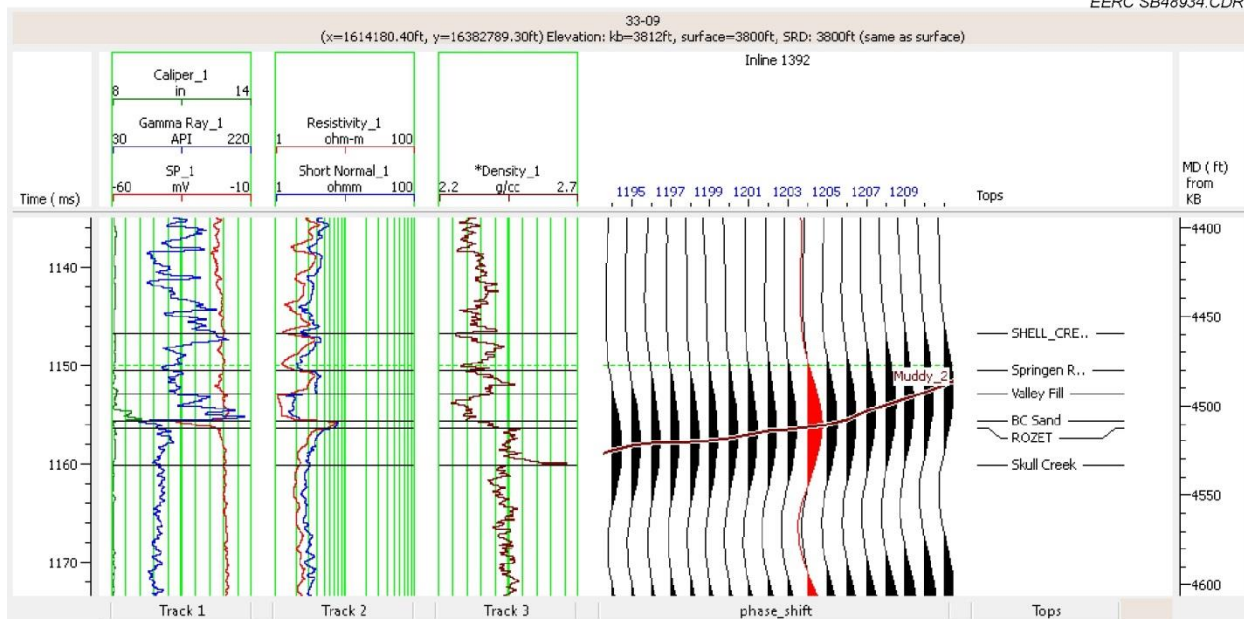 EERC SB48934.CDR
33-09
(x=1614180.40ft, y=16382789.30ft) Elevation: kb=3812ft, surface=3800ft, SRD: 3800ft (same as surface)
Inline 1392
Caliper_1
8 in 14
Gamma Ray_1
30 API 220
SP_1
-60 mV -10
Resistivity_1
1 ohm-m 100
Short Normal_1
1 ohmm 100
*Density_1
2.2 g/cc 2.7
Time ( ms)
1195 1197 1199 1201 1203 1205 1207 1209
Tops
MD ( ft)
from
KB
1140
1150
1160
1170
Muddy_2
SHELL_CRE..
Springen R..
Valley Fill
BC Sand
ROZET
Skull Creek
-4400
-4450
-4500
-4550
-4600
Track 1 Track 2 Track 3 phase_shift Tops